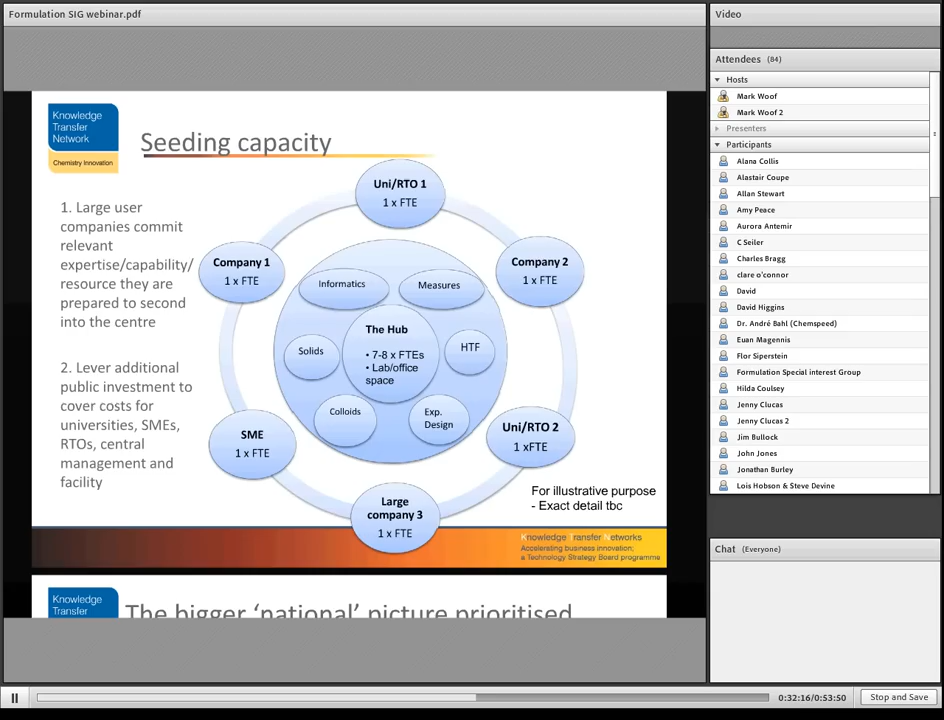 Formulation SIG webinar.pdf
Knowledge
Transfer
Network
Chemistry Innovation
Seeding capacity
1. Large user
companies commit
relevant
expertise/capability/
resource they are
prepared to second
into the centre
2. Lever additional
public investment to
cover costs for
universities, SMEs,
RTOs, central
management and
facility
Uni/RTO 1
1 x FTE
Company 1
1 x FTE
Company 2
1 x FTE
Informatics
Measures
The Hub
• 7-8 x FTEs
• Lab/office
space
Solids
HTF
Colloids
Exp.
Design
SME
1 x FTE
Uni/RTO 2
1 xFTE
Large
company 3
1 x FTE
For illustrative purpose
- Exact detail tbc
Knowledge Transfer Networks
Accelerating business innovation;
a Technology Strategy Board programme
Knowledge
Transfer
The bigger ‘national’ picture prioritised
Video
Attendees (84)
Hosts
Mark Woof
Mark Woof 2
Presenters
Participants
Alana Collis
Alastair Coupe
Allan Stewart
Amy Peace
Aurora Antemir
C Seiler
Charles Bragg
clare o'connor
David
David Higgins
Dr. André Bahl (Chemspeed)
Euan Magennis
Flor Siperstein
Formulation Special interest Group
Hilda Coulsey
Jenny Clucas
Jenny Clucas 2
Jim Bullock
John Jones
Jonathan Burley
Lois Hobson & Steve Devine
Chat (Everyone)
0:32:16/0:53:50
Stop and Save